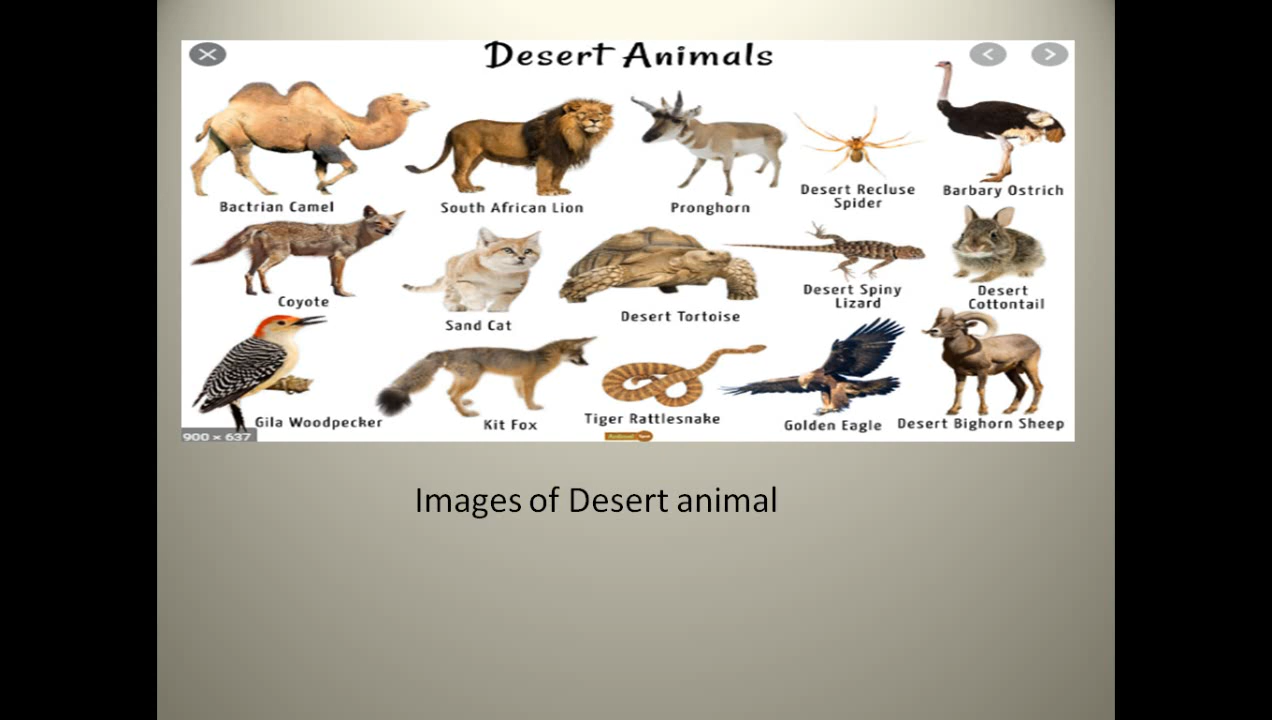 Desert Animals
Bactrian Camel
South African Lion
Pronghorn
Desert Recluse
Spider
Barbary Ostrich
Coyote
Sand Cat
Desert Tortoise
Desert Spiny
Lizard
Desert
Cottontail
Gila Woodpecker
Kit Fox
Tiger Rattlesnake
Golden Eagle
Desert Bighorn Sheep
900 × 637
Images of Desert animal